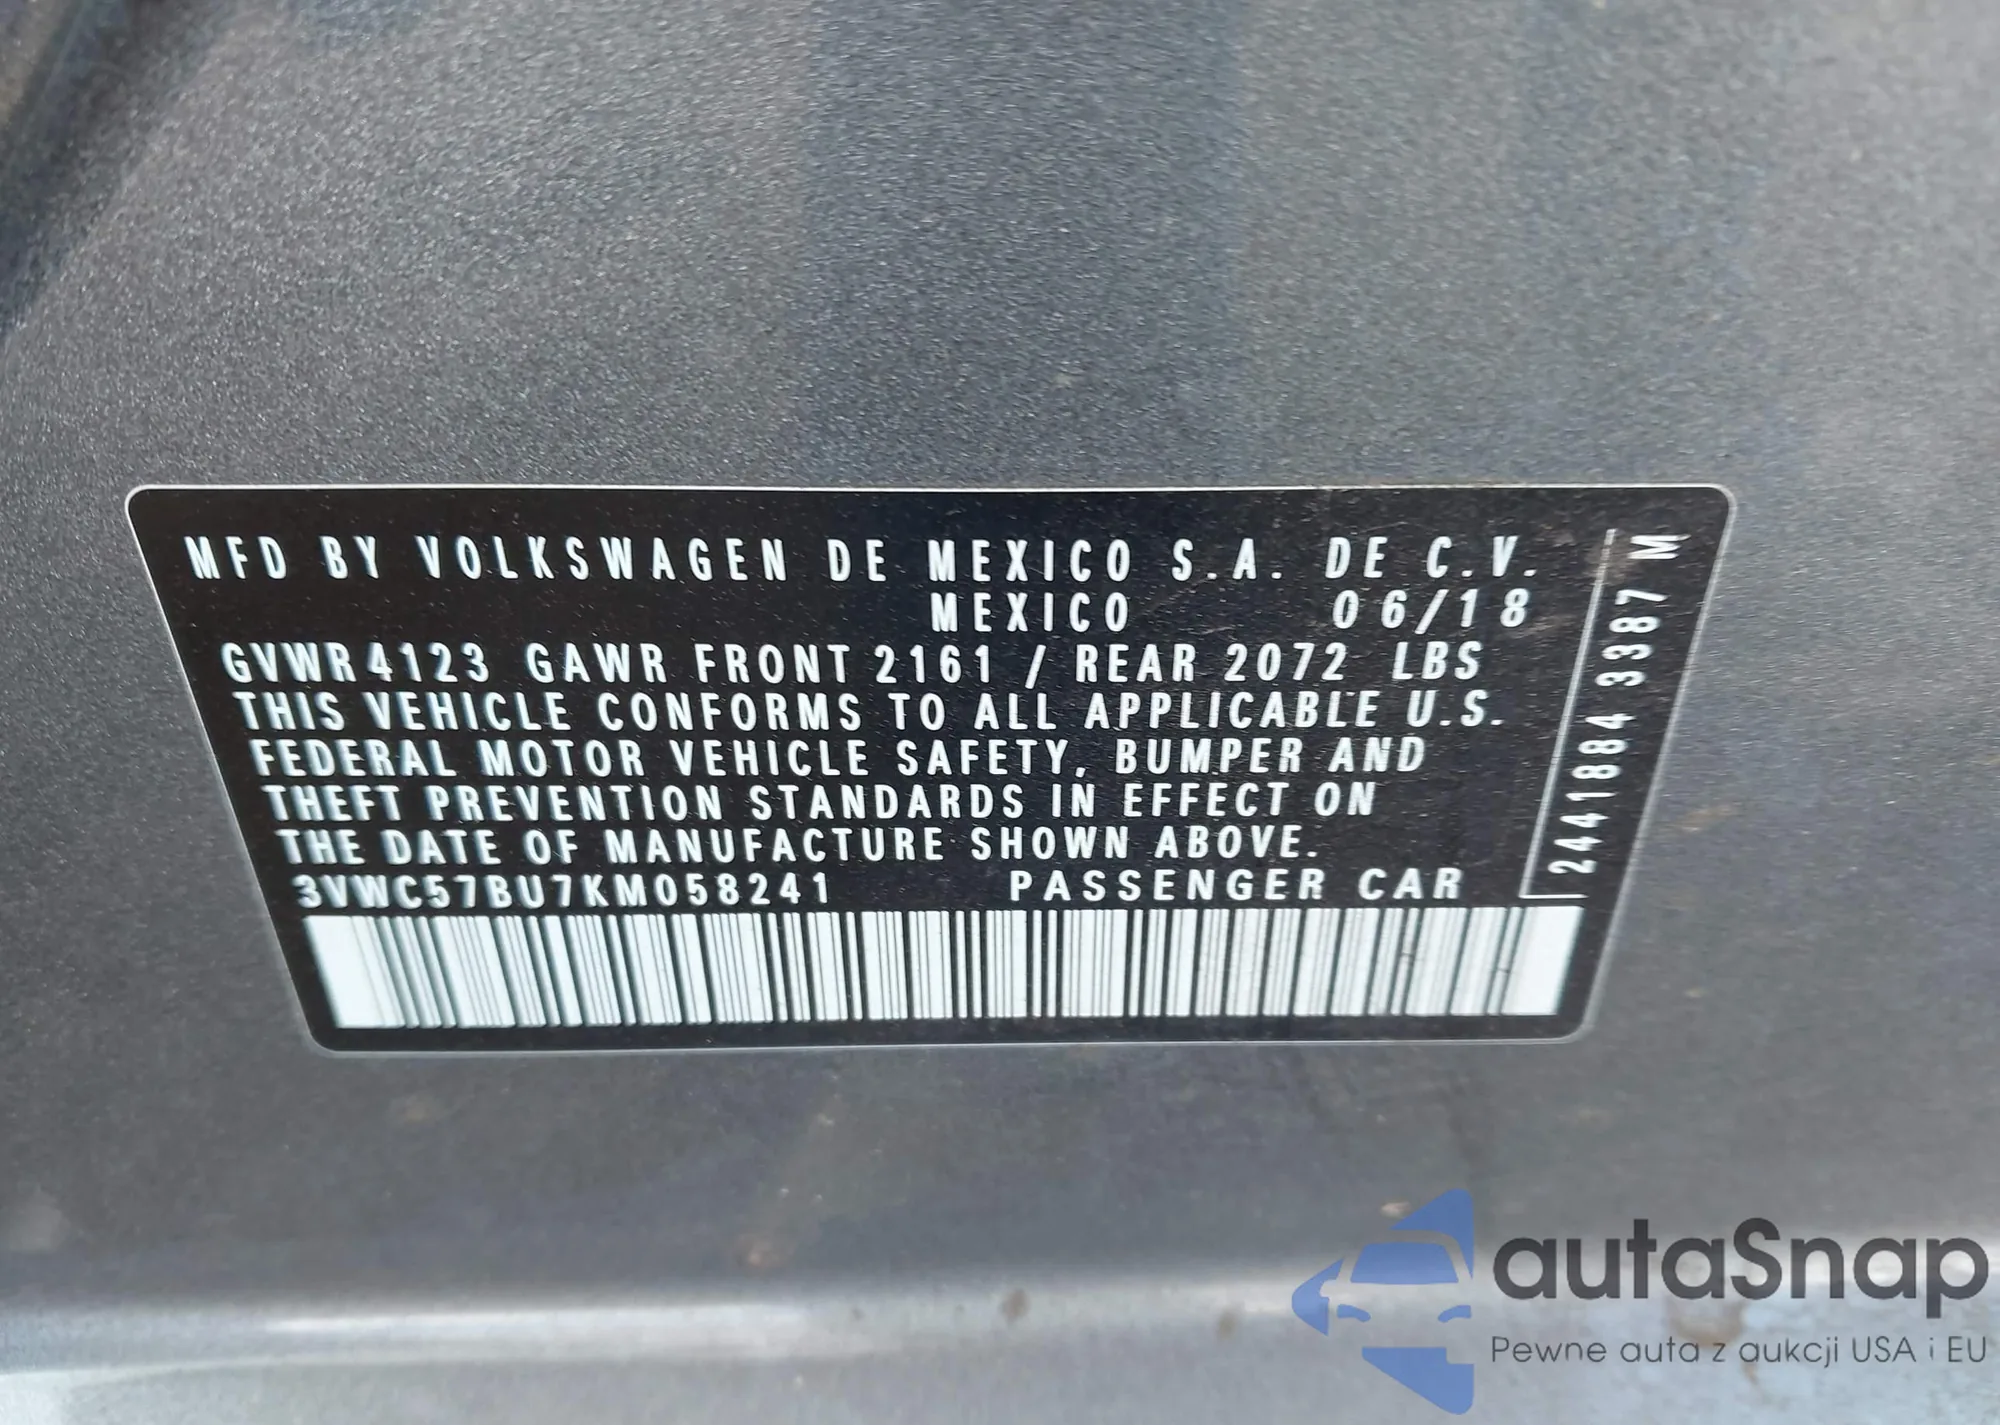 MFD BY VOLKSWAGEN DE MEXICO S.A. DE C.V.
MEXICO 06/18
GVWR 4123 GAWR FRONT 2161 / REAR 2072 LBS
THIS VEHICLE CONFORMS TO ALL APPLICABLE U.S.
FEDERAL MOTOR VEHICLE SAFETY, BUMPER AND
THEFT PREVENTION STANDARDS IN EFFECT ON
THE DATE OF MANUFACTURE SHOWN ABOVE.
3VWC57BU7KM058241 PASSENGER CAR
2441884 3387 M
autaSnap
Pewne auta z aukcji USA i EU